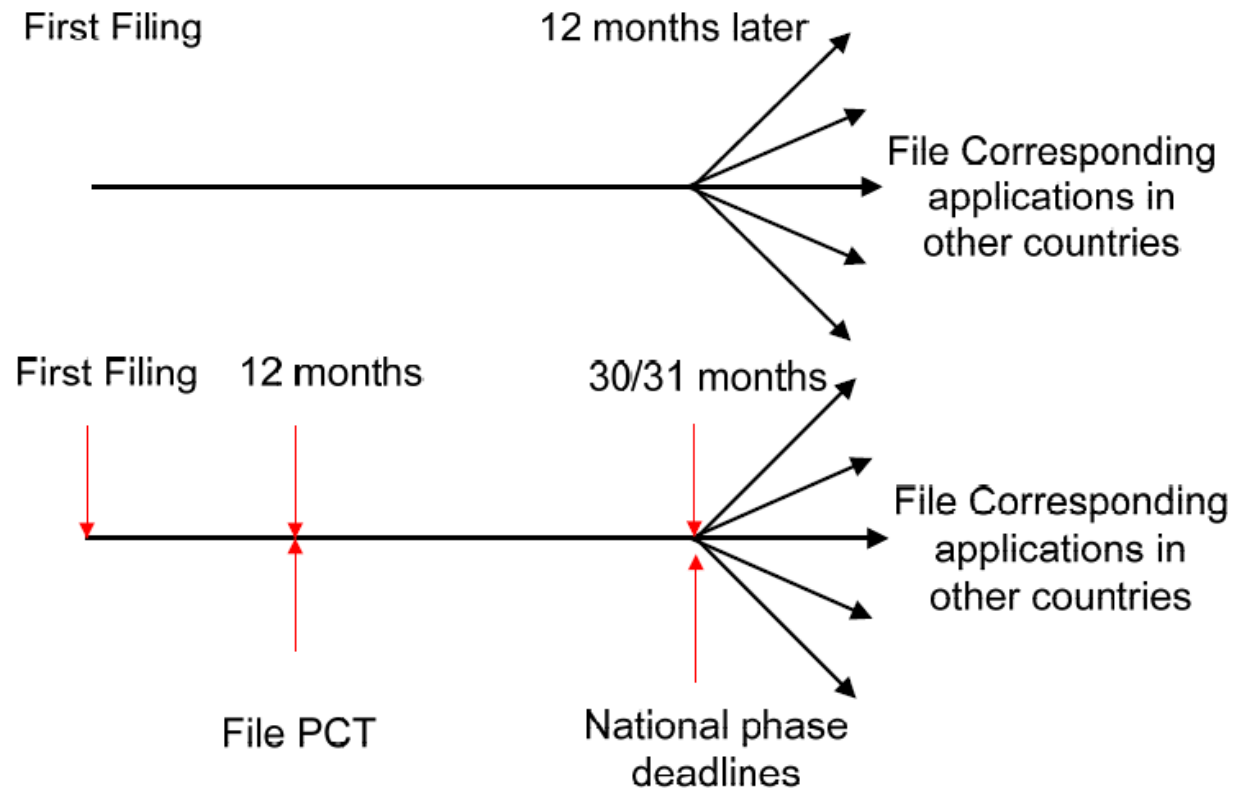 First Filing
12 months later
File Corresponding
applications in
other countries
First Filing
12 months
30/31 months
File Corresponding
applications in
other countries
File PCT
National phase
deadlines